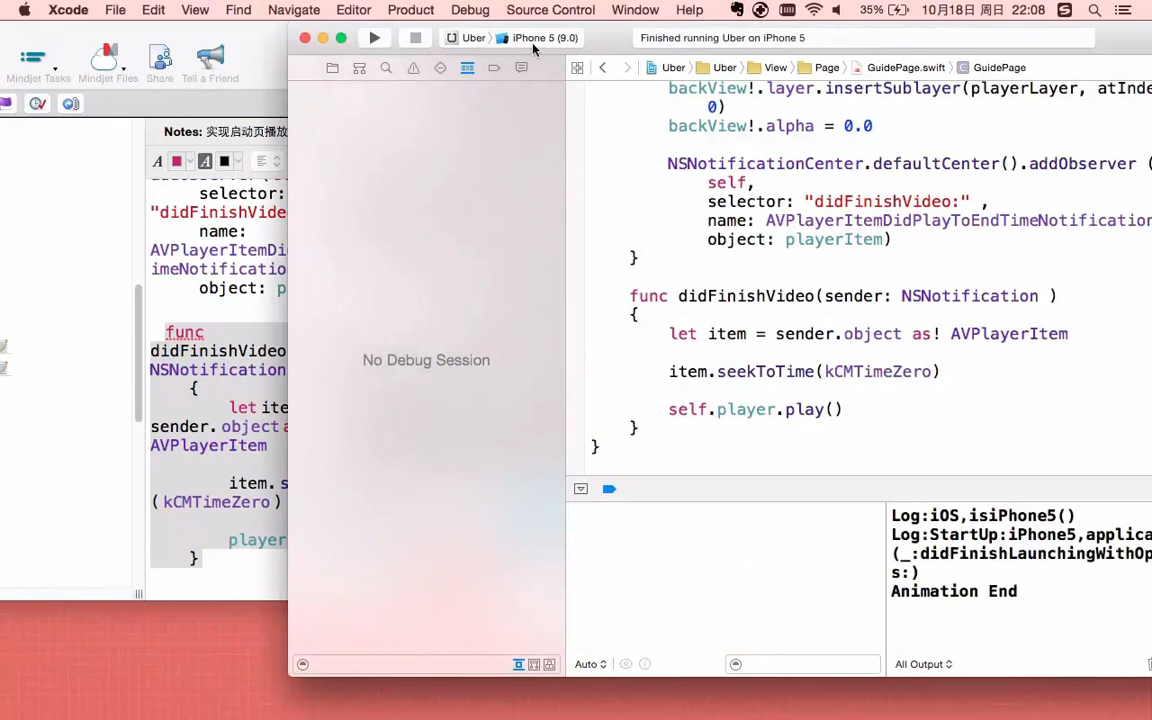 Xcode File Edit View Find Navigate Editor Product Debug Source Control Window Help 35% 10月18日 周日 22:08
Mindjet Tasks Mindjet Files Share Tell a Friend
Uber iPhone 5 (9.0) Finished running Uber on iPhone 5
Uber Uber View Page GuidePage.swift GuidePage
Notes: 实现启动页播放
selector:
"didFinishVide
name:
AVPlayerItemDi
imeNotificatio
object: p
func
didFinishVideo
NSNotification
{
let ite
sender. object a
AVPlayerItem
item. s
( kCMTimeZero )
player
}
No Debug Session
backView!.layer.insertSublayer(playerLayer, atInde
0)
backView!.alpha = 0.0
NSNotificationCenter.defaultCenter().addObserver (
self,
selector: "didFinishVideo:" ,
name: AVPlayerItemDidPlayToEndTimeNotification
object: playerItem)
}
func didFinishVideo(sender: NSNotification )
{
let item = sender.object as! AVPlayerItem
item.seekToTime(kCMTimeZero)
self.player.play()
}
}
Log:iOS,isiPhone5()
Log:StartUp:iPhone5,applica
(_:didFinishLaunchingWithOp
s:)
Animation End
Auto
All Output